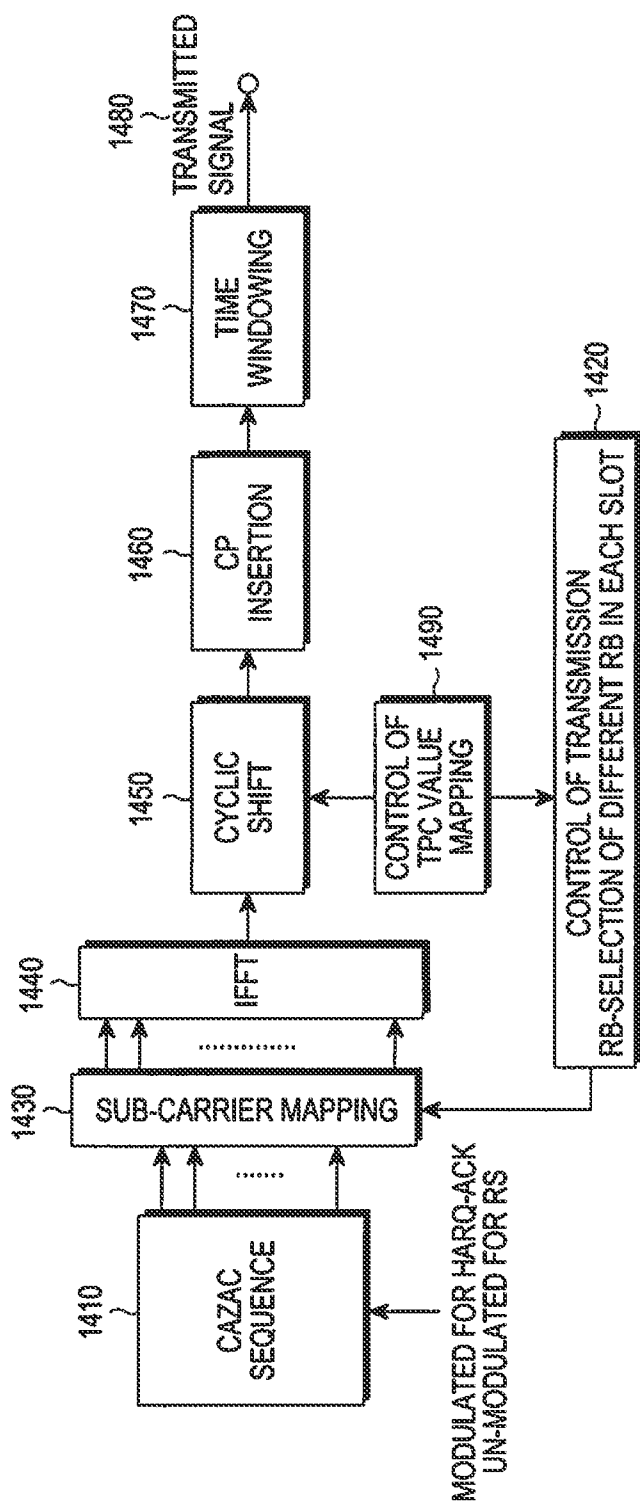 1410
CAZAC
SEQUENCE
MODULATED FOR HARQ-ACK
UN-MODULATED FOR RS
1430
SUB-CARRIER MAPPING
1440
IFFT
1450
CYCLIC
SHIFT
1460
CP
INSERTION
1470
TIME
WINDOWING
1480
TRANSMITTED
SIGNAL
1490
CONTROL OF
TPC VALUE
MAPPING
1420
CONTROL OF TRANSMISSION
RB-SELECTION OF DIFFERENT RB IN EACH SLOT